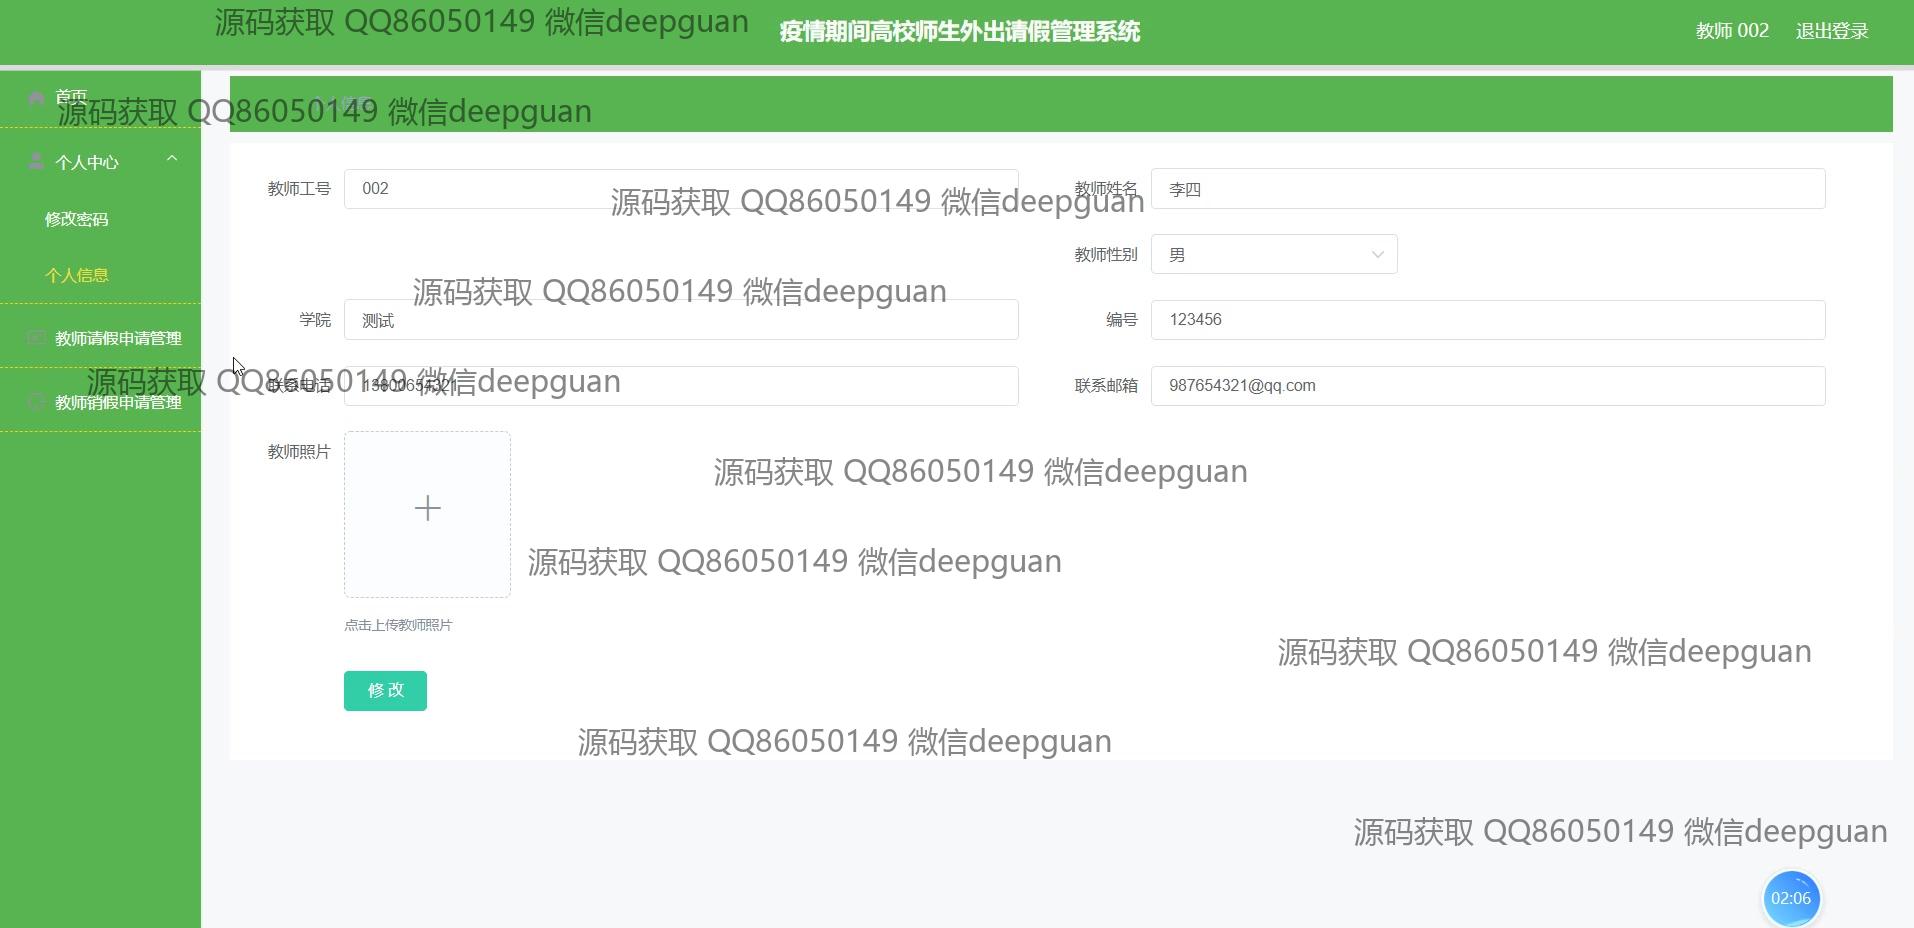 源码获取 QQ86050149 微信deepguan
疫情期间高校师生外出请假管理系统
教师 002 退出登录
首页
个人信息
源码获取 QQ86050149 微信deepguan
个人中心
修改密码
个人信息
教师请假申请管理
教师销假申请管理
教师工号 002
教师姓名 李四
源码获取 QQ86050149 微信deepguan
教师性别 男
源码获取 QQ86050149 微信deepguan
学院 测试
编号 123456
源码获取 QQ86050149 微信deepguan
联系电话 13800654321
联系邮箱 987654321@qq.com
教师照片
源码获取 QQ86050149 微信deepguan
源码获取 QQ86050149 微信deepguan
点击上传教师照片
源码获取 QQ86050149 微信deepguan
修 改
源码获取 QQ86050149 微信deepguan
源码获取 QQ86050149 微信deepguan
02:06